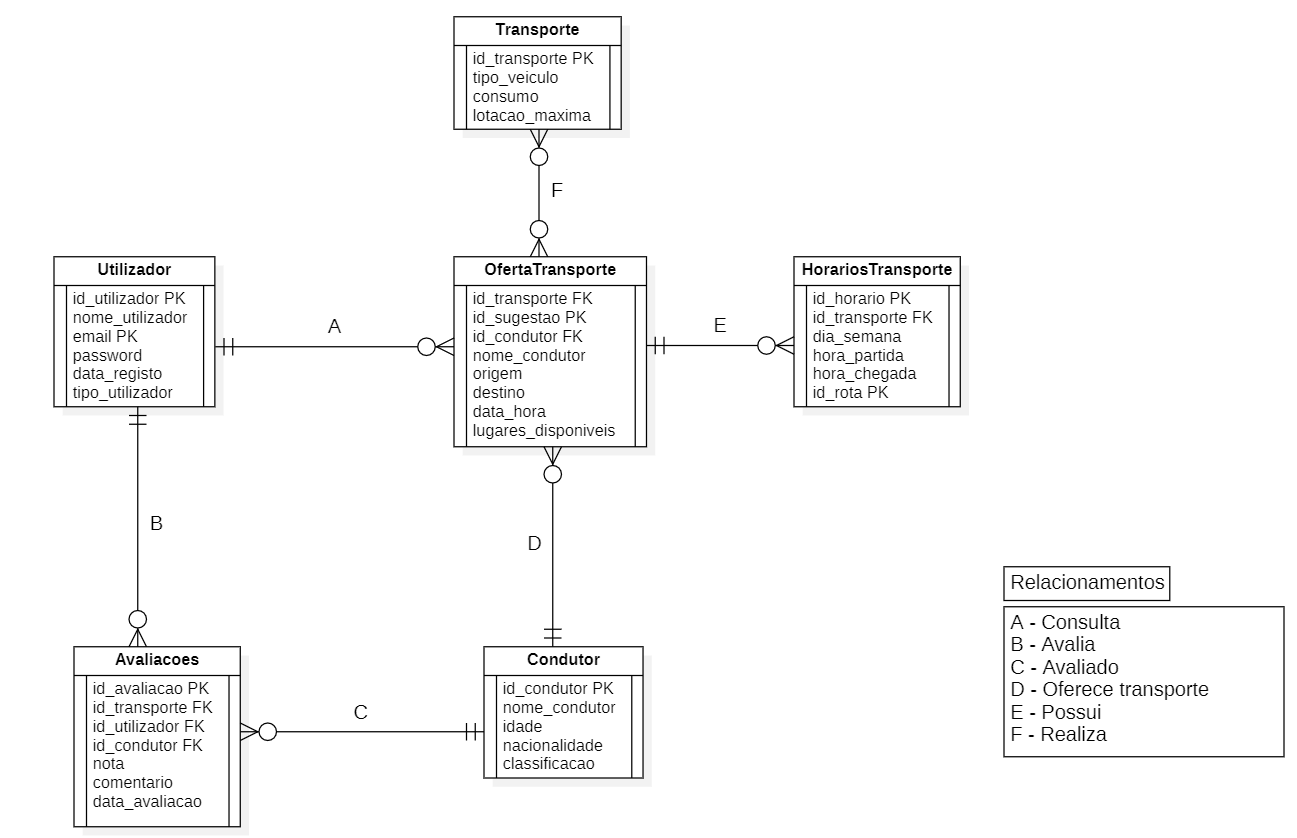 Transporte
id_transporte PK
tipo_veiculo
consumo
lotacao_maxima
F
Utilizador
id_utilizador PK
nome_utilizador
email PK
password
data_registo
tipo_utilizador
A
OfertaTransporte
id_transporte FK
id_sugestao PK
id_condutor FK
nome_condutor
origem
destino
data_hora
lugares_disponiveis
E
HorariosTransporte
id_horario PK
id_transporte FK
dia_semana
hora_partida
hora_chegada
id_rota PK
B
D
Avaliacoes
id_avaliacao PK
id_transporte FK
id_utilizador FK
id_condutor FK
nota
comentario
data_avaliacao
C
Condutor
id_condutor PK
nome_condutor
idade
nacionalidade
classificacao
Relacionamentos
A - Consulta
B - Avalia
C - Avaliado
D - Oferece transporte
E - Possui
F - Realiza